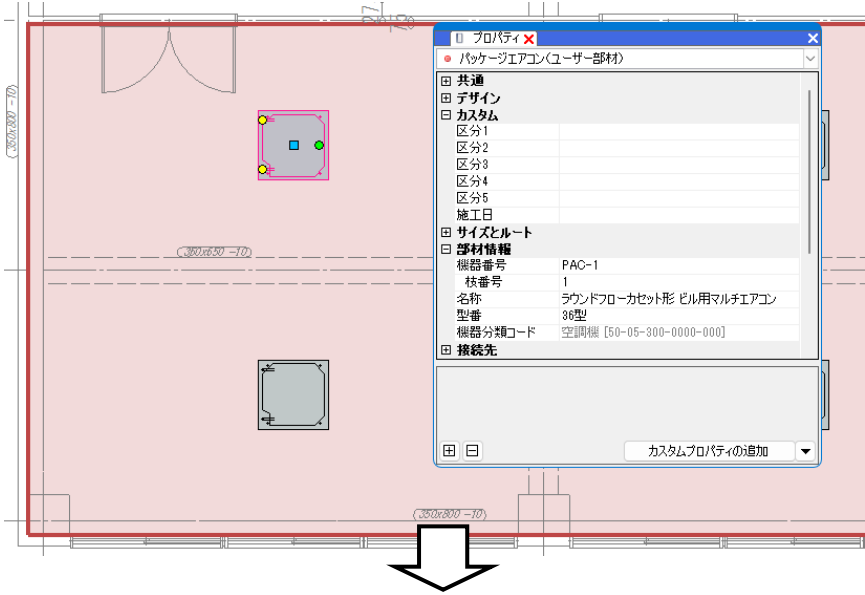 プロパティ
パッケージエアコン(ユーザー部材)
共通
デザイン
カスタム
区分1
区分2
区分3
区分4
区分5
施工日
サイズとルート
部材情報
機器番号 PAC-1
枝番号 1
名称 ラウンドフローカセット形 ビル用マルチエアコン
型番 36型
機器分類コード 空調機 [50-05-300-0000-000]
接続先
カスタムプロパティの追加
(350x800 -10)
(350x650 -10)
(350x800 -10)